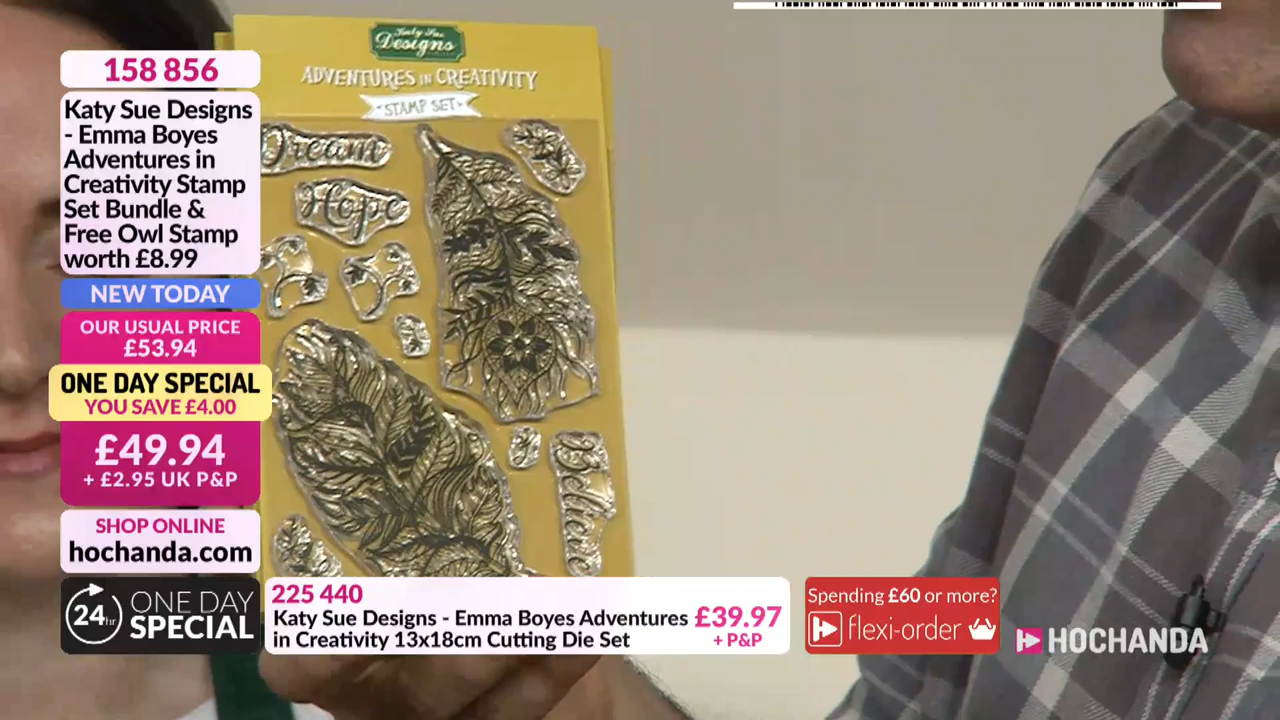 158 856
Katy Sue Designs
- Emma Boyes
Adventures in
Creativity Stamp
Set Bundle &
Free Owl Stamp
worth £8.99
NEW TODAY
OUR USUAL PRICE
£53.94
ONE DAY SPECIAL
YOU SAVE £4.00
£49.94
+ £2.95 UK P&P
SHOP ONLINE
hochanda.com
24hr
ONE DAY
SPECIAL
Katy Sue
Designs
ADVENTURES IN CREATIVITY
STAMP SET
Dream
Hope
Believe
225 440
Katy Sue Designs - Emma Boyes Adventures
in Creativity 13x18cm Cutting Die Set
£39.97
+ P&P
Spending £60 or more?
flexi-order
HOCHANDA